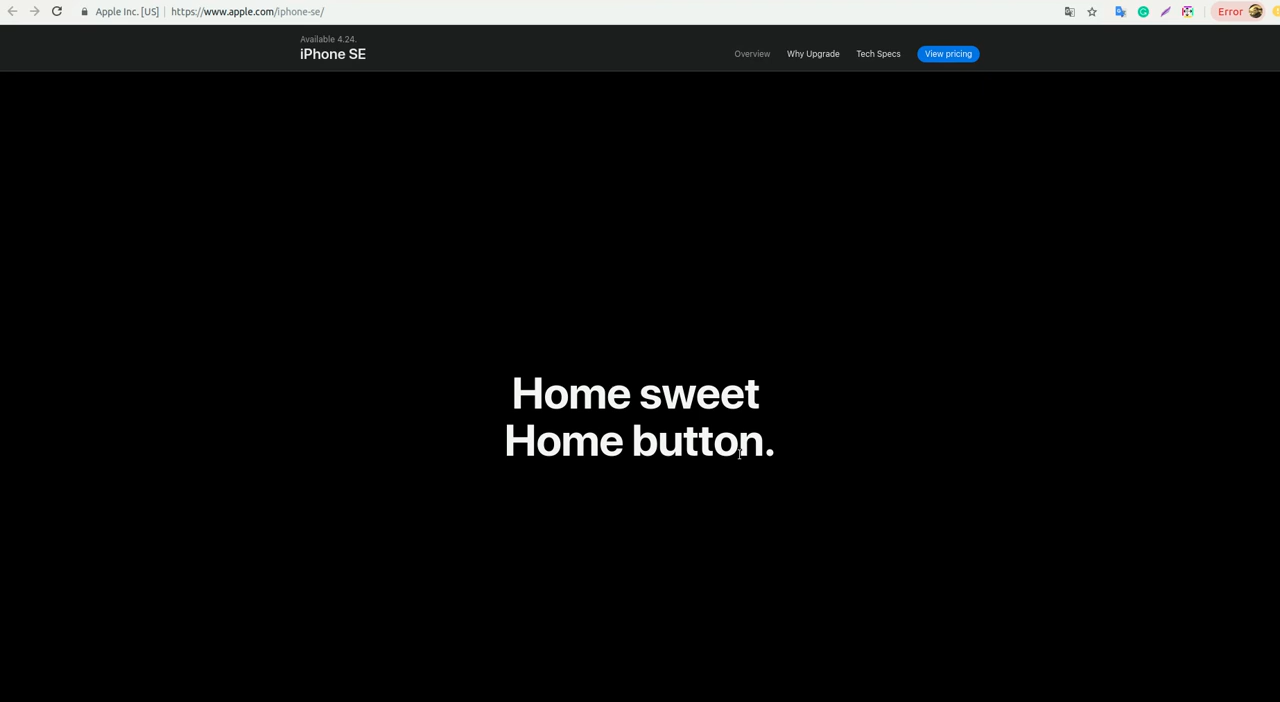 Apple Inc. [US] https://www.apple.com/iphone-se/ Error
Available 4.24.
iPhone SE
Overview Why Upgrade Tech Specs View pricing
Home sweet
Home button.